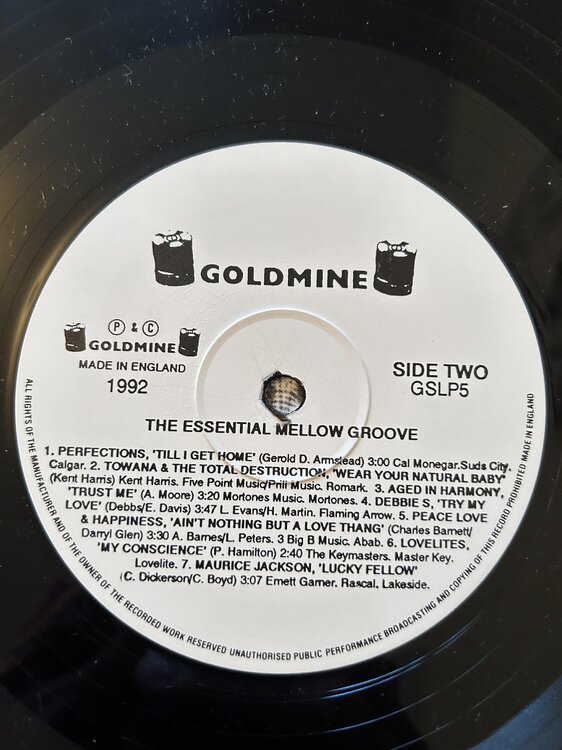 GOLDMINE
Ⓟ & Ⓒ
GOLDMINE
MADE IN ENGLAND
1992
SIDE TWO
GSLP5
THE ESSENTIAL MELLOW GROOVE
1. PERFECTIONS, 'TILL I GET HOME' (Gerold D. Armstead) 3:00 Cal Monegar.Suds City.
Calgar. 2. TOWANA & THE TOTAL DESTRUCTION, 'WEAR YOUR NATURAL BABY'
(Kent Harris) Kent Harris. Five Point Music/Prill Music. Romark. 3. AGED IN HARMONY,
'TRUST ME' (A. Moore) 3:20 Mortones Music. Mortones. 4. DEBBIE S, 'TRY MY
LOVE' (Debbs/E. Davis) 3:47 L. Evans/H. Martin. Flaming Arrow. 5. PEACE LOVE
& HAPPINESS, 'AIN'T NOTHING BUT A LOVE THANG' (Charles Barnett/
Darryl Glen) 3:30 A. Barnes/L. Peters. 3 Big B Music. Abab. 6. LOVELITES,
'MY CONSCIENCE' (P. Hamilton) 2:40 The Keymasters. Master Key.
Lovelite. 7. MAURICE JACKSON, 'LUCKY FELLOW'
(C. Dickerson/C. Boyd) 3:07 Emett Garner. Rascal. Lakeside.
ALL RIGHTS OF THE MANUFACTURER AND OF THE OWNER OF THE RECORDED WORK RESERVED UNAUTHORISED PUBLIC PERFORMANCE BROADCASTING AND COPYING OF THIS RECORD PROHIBITED MADE IN ENGLAND